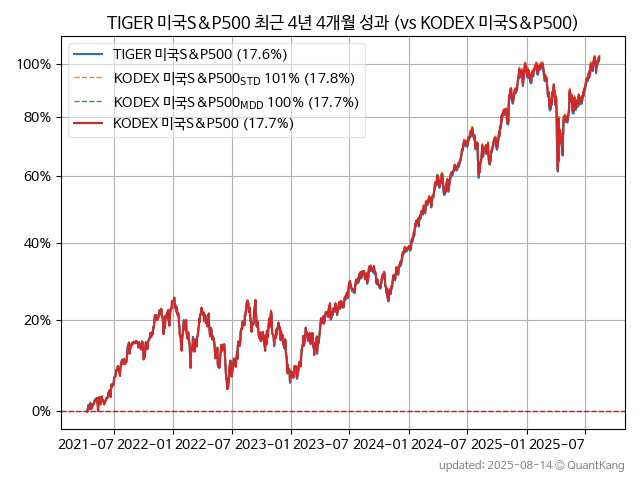 TIGER 미국S&P500 최근 4년 4개월 성과 (vs KODEX 미국S&P500)
TIGER 미국S&P500 (17.6%)
KODEX 미국S&P500STD 101% (17.8%)
KODEX 미국S&P500MDD 100% (17.7%)
KODEX 미국S&P500 (17.7%)
100%
80%
60%
40%
20%
0%
2021-07 2022-01 2022-07 2023-01 2023-07 2024-01 2024-07 2025-01 2025-07
updated: 2025-08-14 © QuantKang